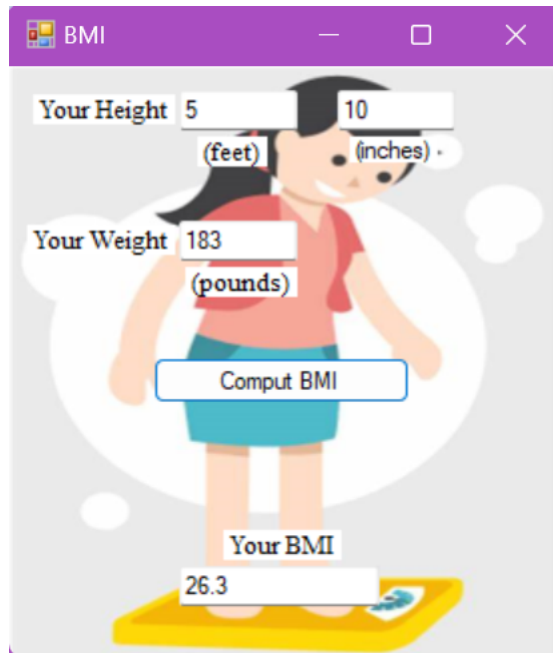 BMI
Your Height 5 10
(feet) (inches)
Your Weight 183
(pounds)
Comput BMI
Your BMI
26.3